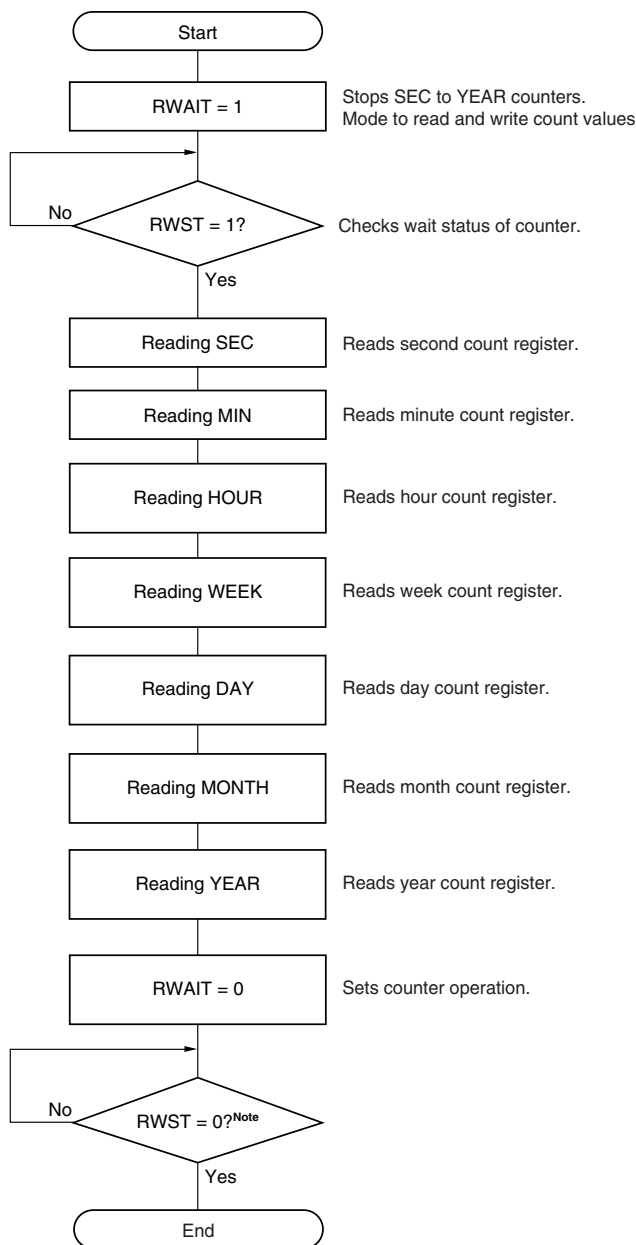 Start
RWAIT = 1
Stops SEC to YEAR counters.
Mode to read and write count values
No
RWST = 1?
Checks wait status of counter.
Yes
Reading SEC
Reads second count register.
Reading MIN
Reads minute count register.
Reading HOUR
Reads hour count register.
Reading WEEK
Reads week count register.
Reading DAY
Reads day count register.
Reading MONTH
Reads month count register.
Reading YEAR
Reads year count register.
RWAIT = 0
Sets counter operation.
No
RWST = 0?Note
Yes
End